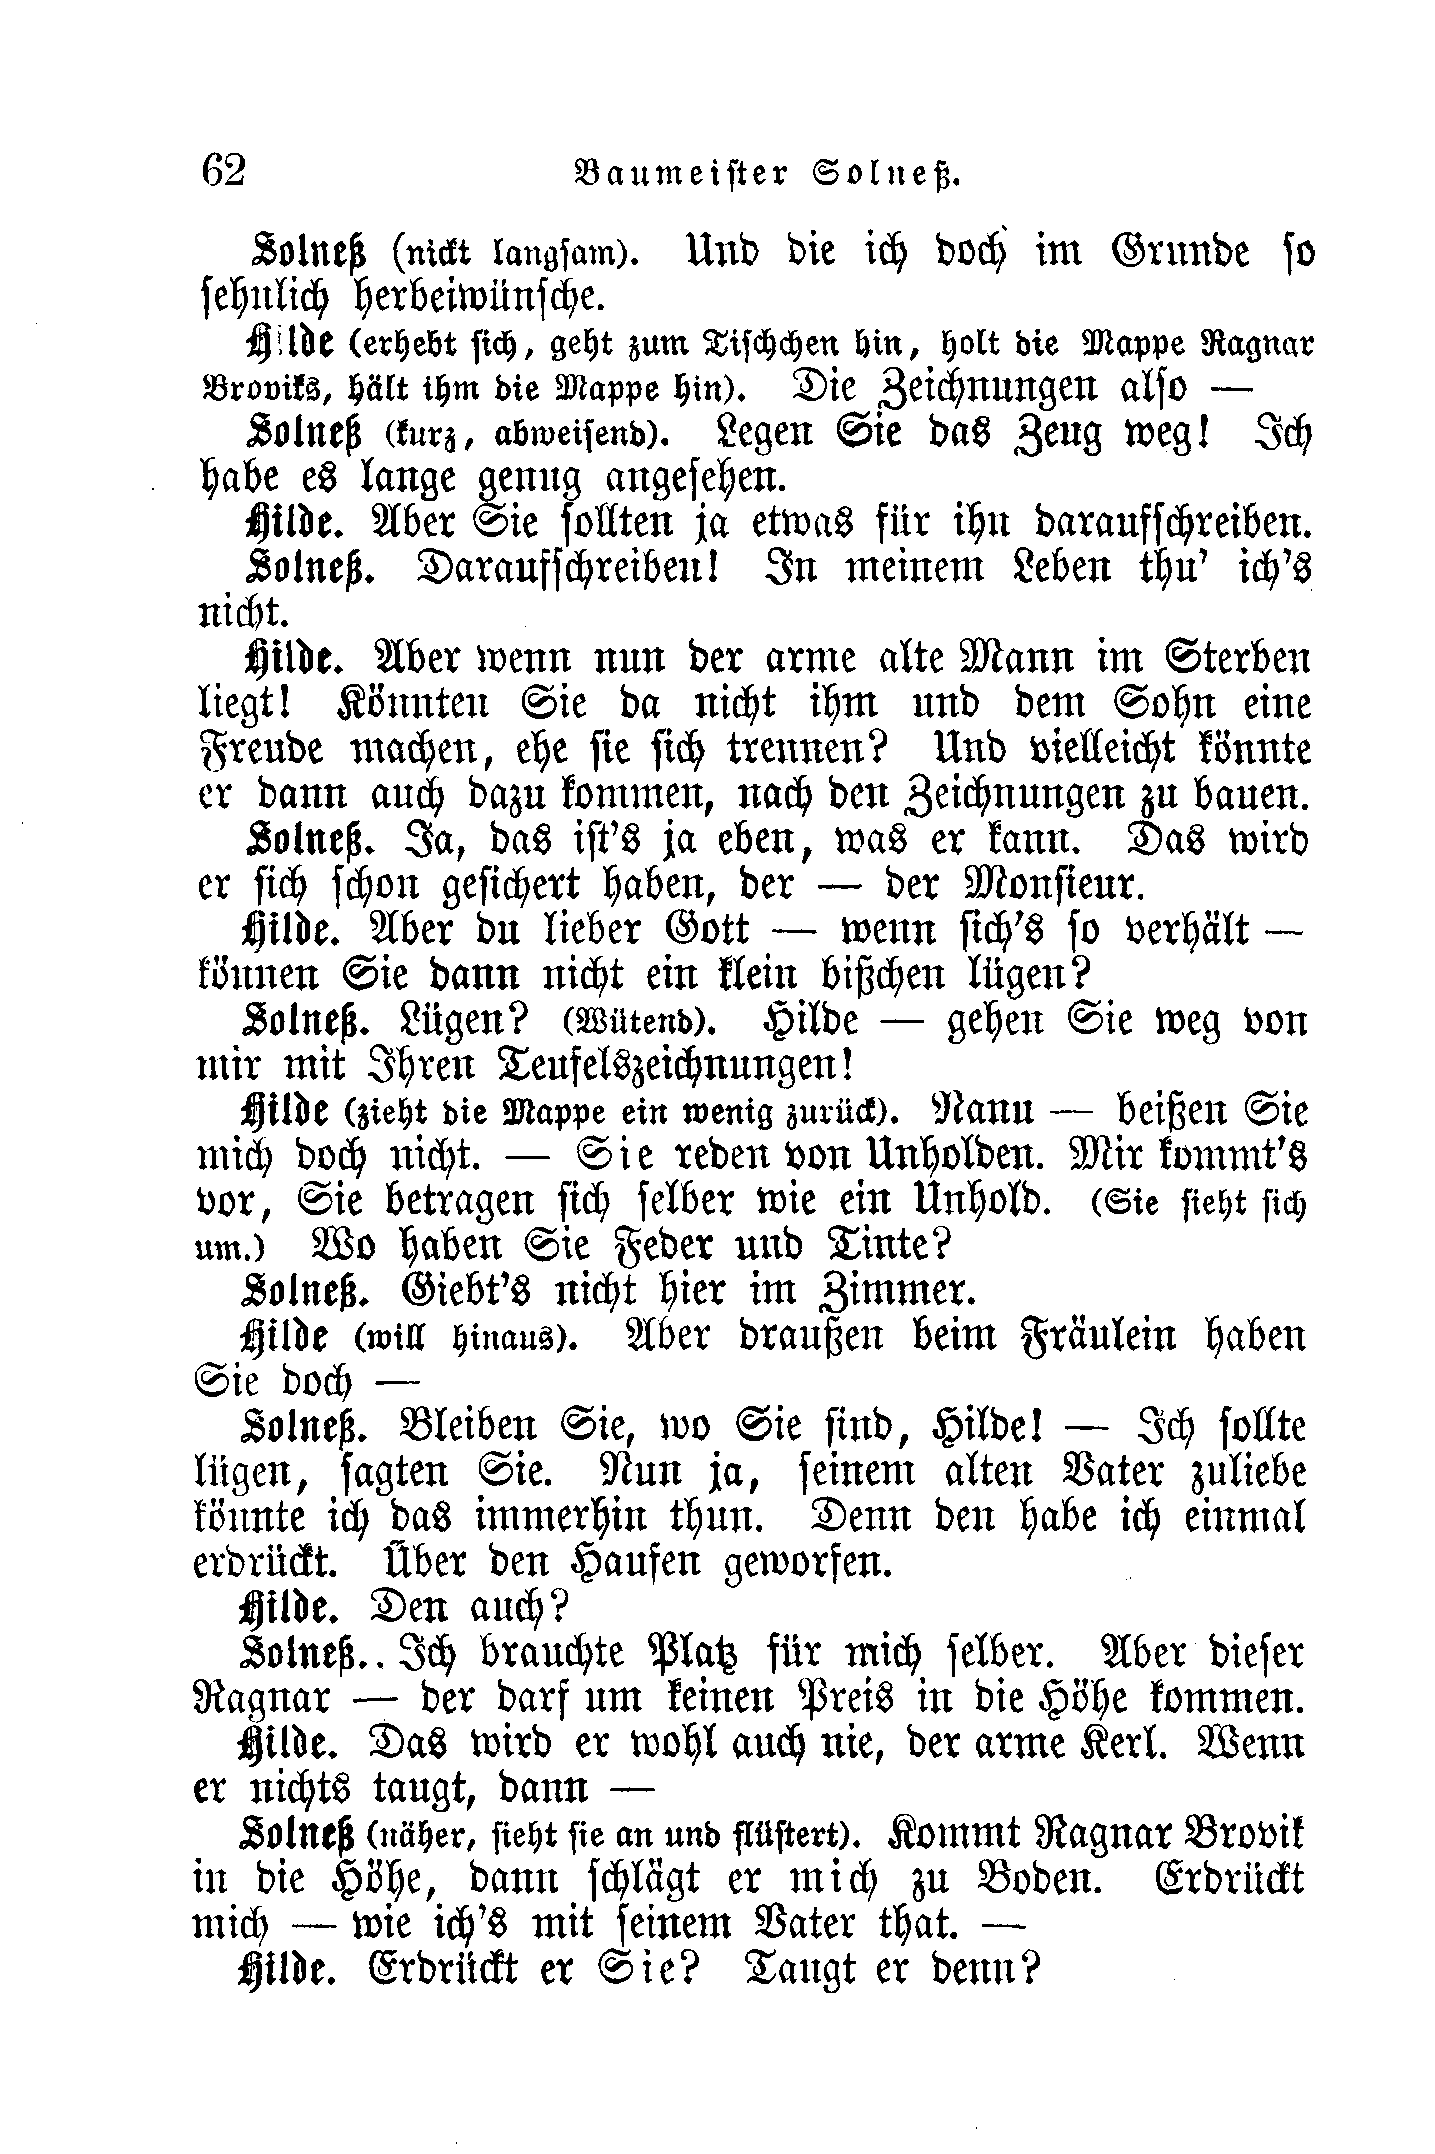 62 Baumeister Solneß.
Solneß (nickt langsam). Und die ich doch im Grunde so
sehnlich herbeiwünsche.
Hilde (erhebt sich, geht zum Tischchen hin, holt die Mappe Ragnar
Broviks, hält ihm die Mappe hin). Die Zeichnungen also —
Solneß (kurz, abweisend). Legen Sie das Zeug weg! Ich
habe es lange genug angesehen.
Hilde. Aber Sie sollten ja etwas für ihn daraufschreiben.
Solneß. Daraufschreiben! In meinem Leben thu' ich's
nicht.
Hilde. Aber wenn nun der arme alte Mann im Sterben
liegt! Könnten Sie da nicht ihm und dem Sohn eine
Freude machen, ehe sie sich trennen? Und vielleicht könnte
er dann auch dazu kommen, nach den Zeichnungen zu bauen.
Solneß. Ja, das ist's ja eben, was er kann. Das wird
er sich schon gesichert haben, der — der Monsieur.
Hilde. Aber du lieber Gott — wenn sich's so verhält —
können Sie dann nicht ein klein bißchen lügen?
Solneß. Lügen? (Wütend). Hilde — gehen Sie weg von
mir mit Ihren Teufelszeichnungen!
Hilde (zieht die Mappe ein wenig zurück). Nanu — beißen Sie
mich doch nicht. — Sie reden von Unholden. Mir kommt's
vor, Sie betragen sich selber wie ein Unhold. (Sie sieht sich
um.) Wo haben Sie Feder und Tinte?
Solneß. Giebt's nicht hier im Zimmer.
Hilde (will hinaus). Aber draußen beim Fräulein haben
Sie doch —
Solneß. Bleiben Sie, wo Sie sind, Hilde! — Ich sollte
lügen, sagten Sie. Nun ja, seinem alten Vater zuliebe
könnte ich das immerhin thun. Denn den habe ich einmal
erdrückt. Über den Haufen geworfen.
Hilde. Den auch?
Solneß.. Ich brauchte Platz für mich selber. Aber dieser
Ragnar — der darf um keinen Preis in die Höhe kommen.
Hilde. Das wird er wohl auch nie, der arme Kerl. Wenn
er nichts taugt, dann —
Solneß (näher, sieht sie an und flüstert). Kommt Ragnar Brovik
in die Höhe, dann schlägt er mich zu Boden. Erdrückt
mich — wie ich's mit seinem Vater that. —
Hilde. Erdrückt er Sie? Taugt er denn?